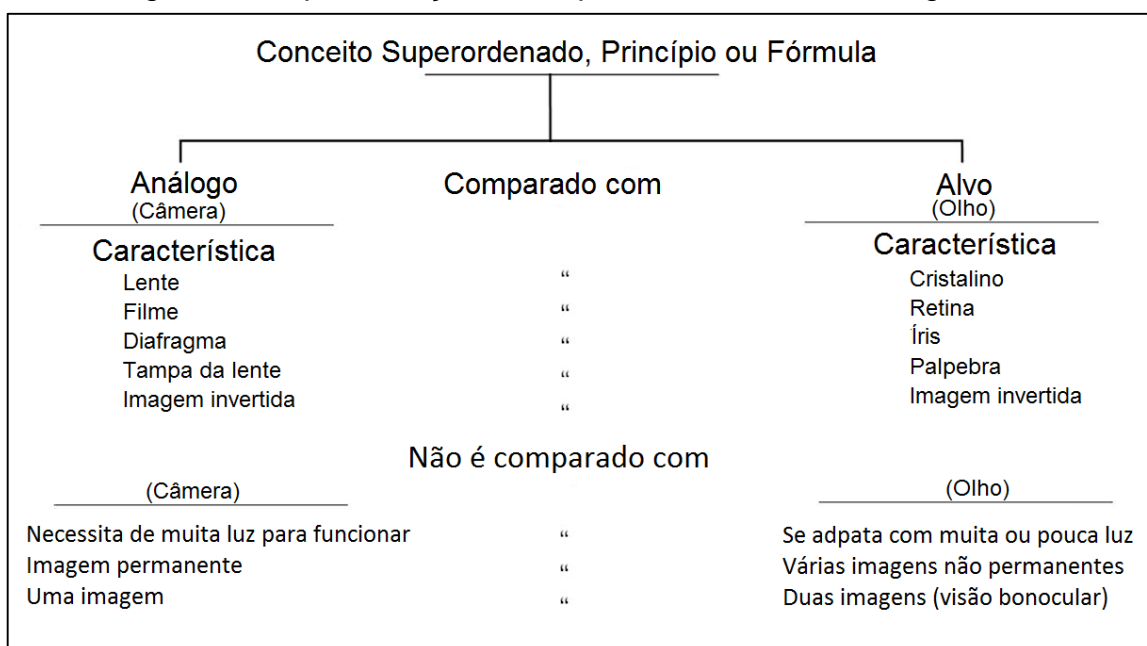 Conceito Superordenado, Princípio ou Fórmula
Análogo Comparado com Alvo
(Câmera) (Olho)
Característica Característica
Lente “ Cristalino
Filme “ Retina
Diafragma “ Íris
Tampa da lente “ Palpebra
Imagem invertida “ Imagem invertida
Não é comparado com
(Câmera) (Olho)
Necessita de muita luz para funcionar “ Se adpata com muita ou pouca luz
Imagem permanente “ Várias imagens não permanentes
Uma imagem “ Duas imagens (visão bonocular)